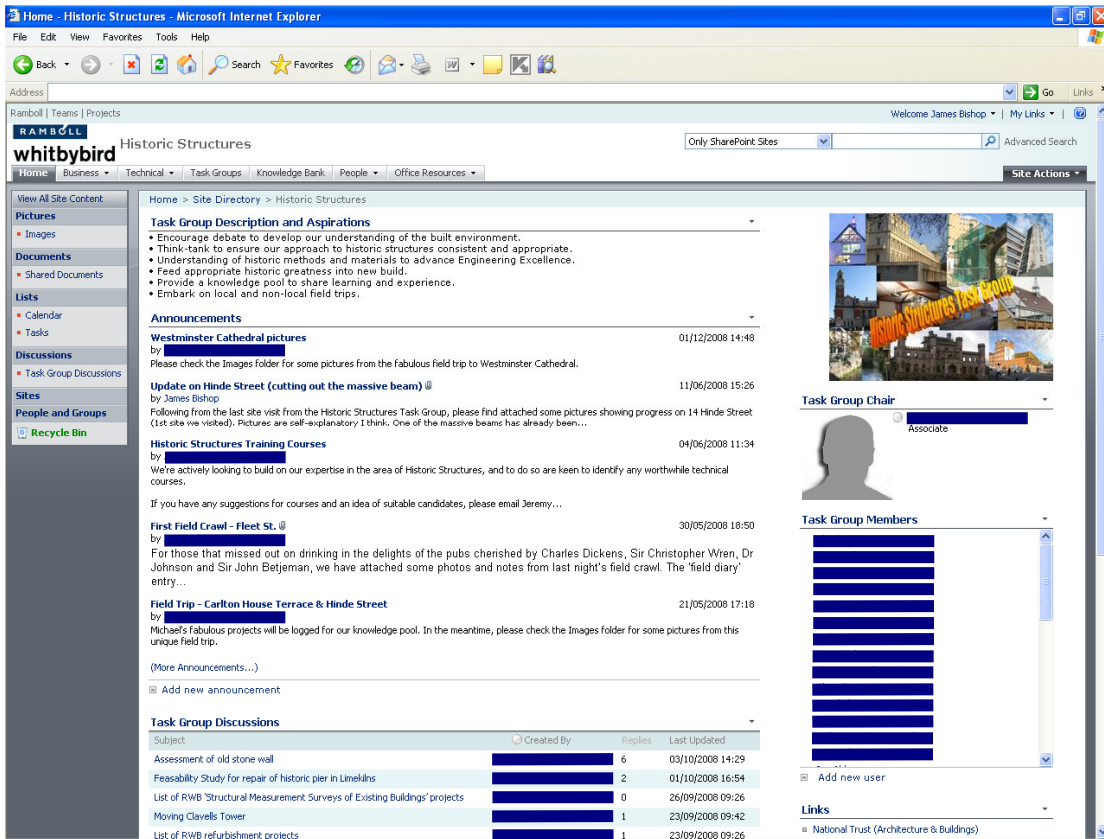 Home - Historic Structures - Microsoft Internet Explorer
File Edit View Favorites Tools Help
Back Search Favorites
Address Go Links
Ramboll | Teams | Projects Welcome James Bishop | My Links
RAMBOLL
whitbybird Historic Structures Only SharePoint Sites Advanced Search
Home Business Technical Task Groups Knowledge Bank People Office Resources Site Actions
View All Site Content
Pictures
Images
Documents
Shared Documents
Lists
Calendar
Tasks
Discussions
Task Group Discussions
Sites
People and Groups
Recycle Bin
Home > Site Directory > Historic Structures
Task Group Description and Aspirations
• Encourage debate to develop our understanding of the built environment.
• Think-tank to ensure our approach to historic structures consistent and appropriate.
• Understanding of historic methods and materials to advance Engineering Excellence.
• Feed appropriate historic greatness into new build.
• Provide a knowledge pool to share learning and experience.
• Embark on local and non-local field trips.
Announcements
Westminster Cathedral pictures 01/12/2008 14:48
by
Please check the Images folder for some pictures from the fabulous field trip to Westminster Cathedral.
Update on Hinde Street (cutting out the massive beam) 11/06/2008 15:26
by James Bishop
Following from the last site visit from the Historic Structures Task Group, please find attached some pictures showing progress on 14 Hinde Street
(1st site we visited). Pictures are self-explanatory I think. One of the massive beams has already been...
Historic Structures Training Courses 04/06/2008 11:34
by
We're actively looking to build on our expertise in the area of Historic Structures, and to do so are keen to identify any worthwhile technical
courses.
If you have any suggestions for courses and an idea of suitable candidates, please email Jeremy...
First Field Crawl - Fleet St. 30/05/2008 18:50
by
For those that missed out on drinking in the delights of the pubs cherished by Charles Dickens, Sir Christopher Wren, Dr
Johnson and Sir John Betjeman, we have attached some photos and notes from last night's field crawl. The 'field diary'
entry...
Field Trip - Carlton House Terrace & Hinde Street 21/05/2008 17:18
by
Michael's fabulous projects will be logged for our knowledge pool. In the meantime, please check the Images folder for some pictures from this
unique field trip.
(More Announcements...)
Add new announcement
Task Group Discussions
Subject Created By Replies Last Updated
Assessment of old stone wall 6 03/10/2008 14:29
Feasability Study for repair of historic pier in Limekilns 2 01/10/2008 16:54
List of RWB 'Structural Measurement Surveys of Existing Buildings' projects 0 26/09/2008 09:26
Moving Clavells Tower 1 23/09/2008 09:42
List of RWB refurbishment projects 1 23/09/2008 09:26
Historic Structures Task Group
Task Group Chair
Associate
Task Group Members
Add new user
Links
National Trust (Architecture & Buildings)